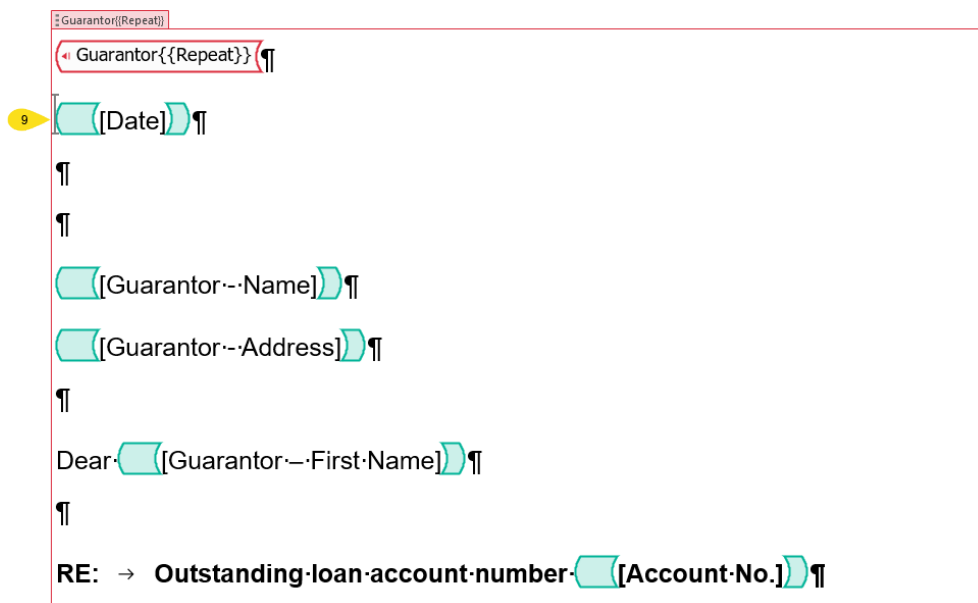 Guarantor{{Repeat}}
Guarantor{{Repeat}} ¶
9
[Date] ¶
¶
¶
[Guarantor·-·Name] ¶
[Guarantor·-·Address] ¶
¶
Dear·[Guarantor·–·First·Name] ¶
¶
RE: → Outstanding·loan·account·number·[Account·No.] ¶